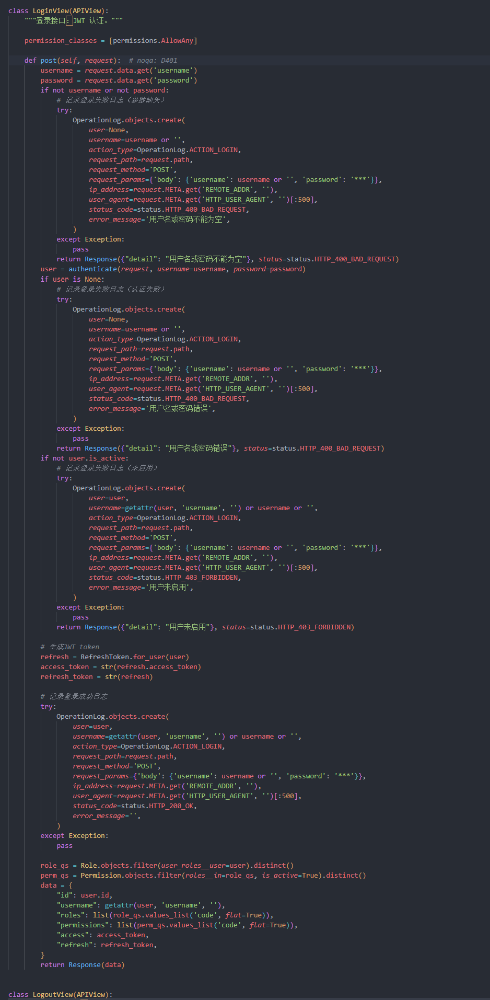 class LoginView(APIView):
    """登录接口：JWT 认证。"""

    permission_classes = [permissions.AllowAny]

    def post(self, request):  # noqa: D401
        username = request.data.get('username')
        password = request.data.get('password')
        if not username or not password:
            # 记录登录失败日志（参数缺失）
            try:
                OperationLog.objects.create(
                    user=None,
                    username=username or '',
                    action_type=OperationLog.ACTION_LOGIN,
                    request_path=request.path,
                    request_method='POST',
                    request_params={'body': {'username': username or '', 'password': '***'}},
                    ip_address=request.META.get('REMOTE_ADDR', ''),
                    user_agent=request.META.get('HTTP_USER_AGENT', '')[:500],
                    status_code=status.HTTP_400_BAD_REQUEST,
                    error_message='用户名或密码不能为空',
                )
            except Exception:
                pass
            return Response({"detail": "用户名或密码不能为空"}, status=status.HTTP_400_BAD_REQUEST)
        user = authenticate(request, username=username, password=password)
        if user is None:
            # 记录登录失败日志（认证失败）
            try:
                OperationLog.objects.create(
                    user=None,
                    username=username or '',
                    action_type=OperationLog.ACTION_LOGIN,
                    request_path=request.path,
                    request_method='POST',
                    request_params={'body': {'username': username or '', 'password': '***'}},
                    ip_address=request.META.get('REMOTE_ADDR', ''),
                    user_agent=request.META.get('HTTP_USER_AGENT', '')[:500],
                    status_code=status.HTTP_400_BAD_REQUEST,
                    error_message='用户名或密码错误',
                )
            except Exception:
                pass
            return Response({"detail": "用户名或密码错误"}, status=status.HTTP_400_BAD_REQUEST)
        if not user.is_active:
            # 记录登录失败日志（未启用）
            try:
                OperationLog.objects.create(
                    user=user,
                    username=getattr(user, 'username', '') or username or '',
                    action_type=OperationLog.ACTION_LOGIN,
                    request_path=request.path,
                    request_method='POST',
                    request_params={'body': {'username': username or '', 'password': '***'}},
                    ip_address=request.META.get('REMOTE_ADDR', ''),
                    user_agent=request.META.get('HTTP_USER_AGENT', '')[:500],
                    status_code=status.HTTP_403_FORBIDDEN,
                    error_message='用户未启用',
                )
            except Exception:
                pass
            return Response({"detail": "用户未启用"}, status=status.HTTP_403_FORBIDDEN)

        # 生成JWT token
        refresh = RefreshToken.for_user(user)
        access_token = str(refresh.access_token)
        refresh_token = str(refresh)

        # 记录登录成功日志
        try:
            OperationLog.objects.create(
                user=user,
                username=getattr(user, 'username', '') or username or '',
                action_type=OperationLog.ACTION_LOGIN,
                request_path=request.path,
                request_method='POST',
                request_params={'body': {'username': username or '', 'password': '***'}},
                ip_address=request.META.get('REMOTE_ADDR', ''),
                user_agent=request.META.get('HTTP_USER_AGENT', '')[:500],
                status_code=status.HTTP_200_OK,
                error_message='',
            )
        except Exception:
            pass

        role_qs = Role.objects.filter(user_roles__user=user).distinct()
        perm_qs = Permission.objects.filter(roles__in=role_qs, is_active=True).distinct()
        data = {
            "id": user.id,
            "username": getattr(user, 'username', ''),
            "roles": list(role_qs.values_list('code', flat=True)),
            "permissions": list(perm_qs.values_list('code', flat=True)),
            "access": access_token,
            "refresh": refresh_token,
        }
        return Response(data)


class LogoutView(APIView):